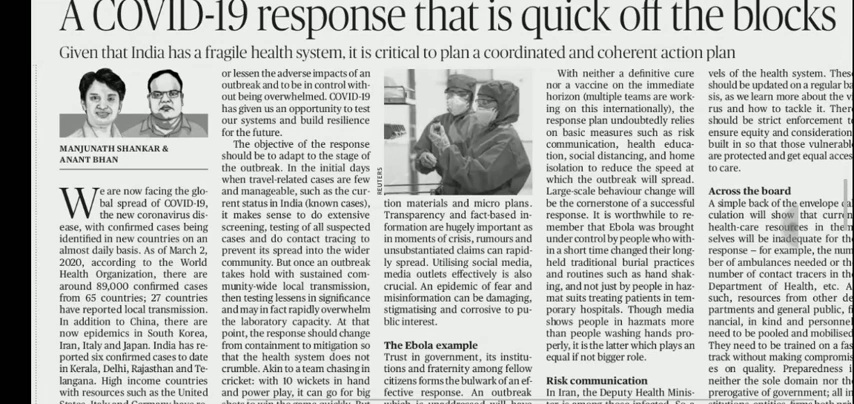 A COVID-19 response that is quick off the blocks
Given that India has a fragile health system, it is critical to plan a coordinated and coherent action plan
MANJUNATH SHANKAR &
ANANT BHAN
We are now facing the glo-
bal spread of COVID-19,
the new coronavirus dis-
ease, with confirmed cases being
identified in new countries on an
almost daily basis. As of March 2,
2020, according to the World
Health Organization, there are
around 89,000 confirmed cases
from 65 countries; 27 countries
have reported local transmission.
In addition to China, there are
now epidemics in South Korea,
Iran, Italy and Japan. India has re-
ported six confirmed cases to date
in Kerala, Delhi, Rajasthan and Te-
langana. High income countries
with resources such as the United
or lessen the adverse impacts of an
outbreak and to be in control with-
out being overwhelmed. COVID-19
has given us an opportunity to test
our systems and build resilience
for the future.
The objective of the response
should be to adapt to the stage of
the outbreak. In the initial days
when travel-related cases are few
and manageable, such as the cur-
rent status in India (known cases),
it makes sense to do extensive
screening, testing of all suspected
cases and do contact tracing to
prevent its spread into the wider
community. But once an outbreak
takes hold with sustained com-
munity-wide local transmission,
then testing lessens in significance
and may in fact rapidly overwhelm
the laboratory capacity. At that
point, the response should change
from containment to mitigation so
that the health system does not
crumble. Akin to a team chasing in
cricket: with 10 wickets in hand
and power play, it can go for big
REUTERS
tion materials and micro plans.
Transparency and fact-based in-
formation are hugely important as
in moments of crisis, rumours and
unsubstantiated claims can rapid-
ly spread. Utilising social media,
media outlets effectively is also
crucial. An epidemic of fear and
misinformation can be damaging,
stigmatising and corrosive to pu-
blic interest.
The Ebola example
Trust in government, its institu-
tions and fraternity among fellow
citizens forms the bulwark of an ef-
fective response. An outbreak
With neither a definitive cure
nor a vaccine on the immediate
horizon (multiple teams are work-
ing on this internationally), the
response plan undoubtedly relies
on basic measures such as risk
communication, health educa-
tion, social distancing, and home
isolation to reduce the speed at
which the outbreak will spread.
Large-scale behaviour change will
be the cornerstone of a successful
response. It is worthwhile to re-
member that Ebola was brought
under control by people who with-
in a short time changed their long-
held traditional burial practices
and routines such as hand shak-
ing, and not just by people in haz-
mat suits treating patients in tem-
porary hospitals. Though media
shows people in hazmats more
than people washing hands pro-
perly, it is the latter which plays an
equal if not bigger role.
Risk communication
In Iran, the Deputy Health Minis-
vels of the health system. Thes
should be updated on a regular ba
sis, as we learn more about the vi
rus and how to tackle it. Ther
should be strict enforcement t
ensure equity and consideration
built in so that those vulnerabl
are protected and get equal acces
to care.
Across the board
A simple back of the envelope cal
culation will show that curren
health-care resources in them
selves will be inadequate for the
response – for example, the num
ber of ambulances needed or the
number of contact tracers in the
Department of Health, etc. A
such, resources from other de
partments and general public, fi
nancial, in kind and personnel
need to be pooled and mobilised
They need to be trained on a fas
track without compromis
es on quality. Preparedness i
neither the sole domain nor th
prerogative of government; all in